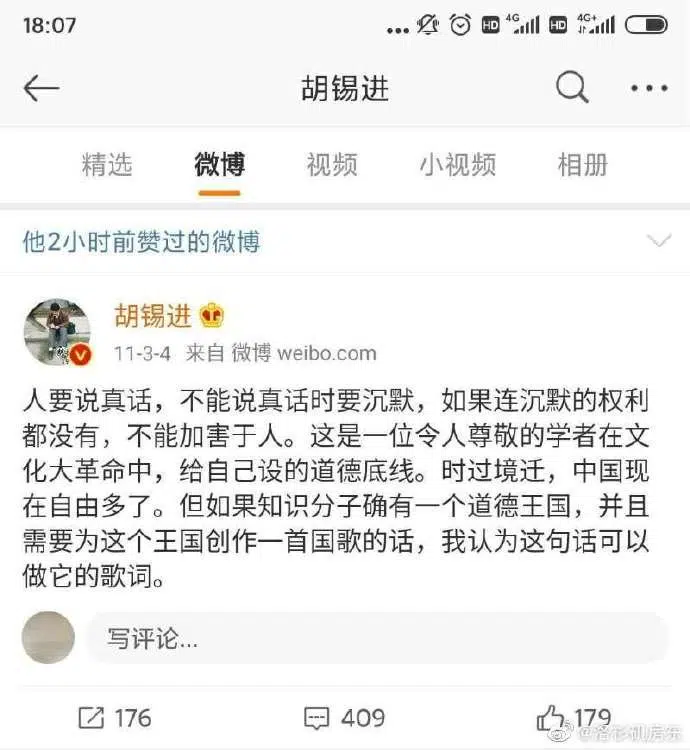 18:07
HD 4G HD 4G+
胡锡进
精选 微博 视频 小视频 相册
他2小时前赞过的微博
胡锡进
11-3-4 来自 微博 weibo.com
人要说真话，不能说真话时要沉默，如果连沉默的权利
都没有，不能加害于人。这是一位令人尊敬的学者在文
化大革命中，给自己设的道德底线。时过境迁，中国现
在自由多了。但如果知识分子确有一个道德王国，并且
需要为这个王国创作一首国歌的话，我认为这句话可以
做它的歌词。
写评论...
176 409 179
@洛杉矶房东